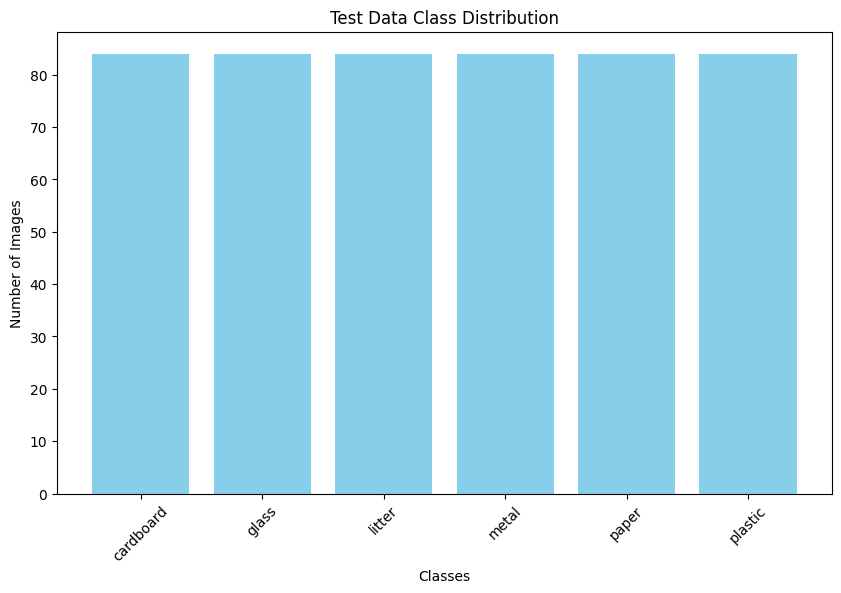 Test Data Class Distribution
Number of Images
80
70
60
50
40
30
20
10
0
cardboard
glass
litter
metal
paper
plastic
Classes